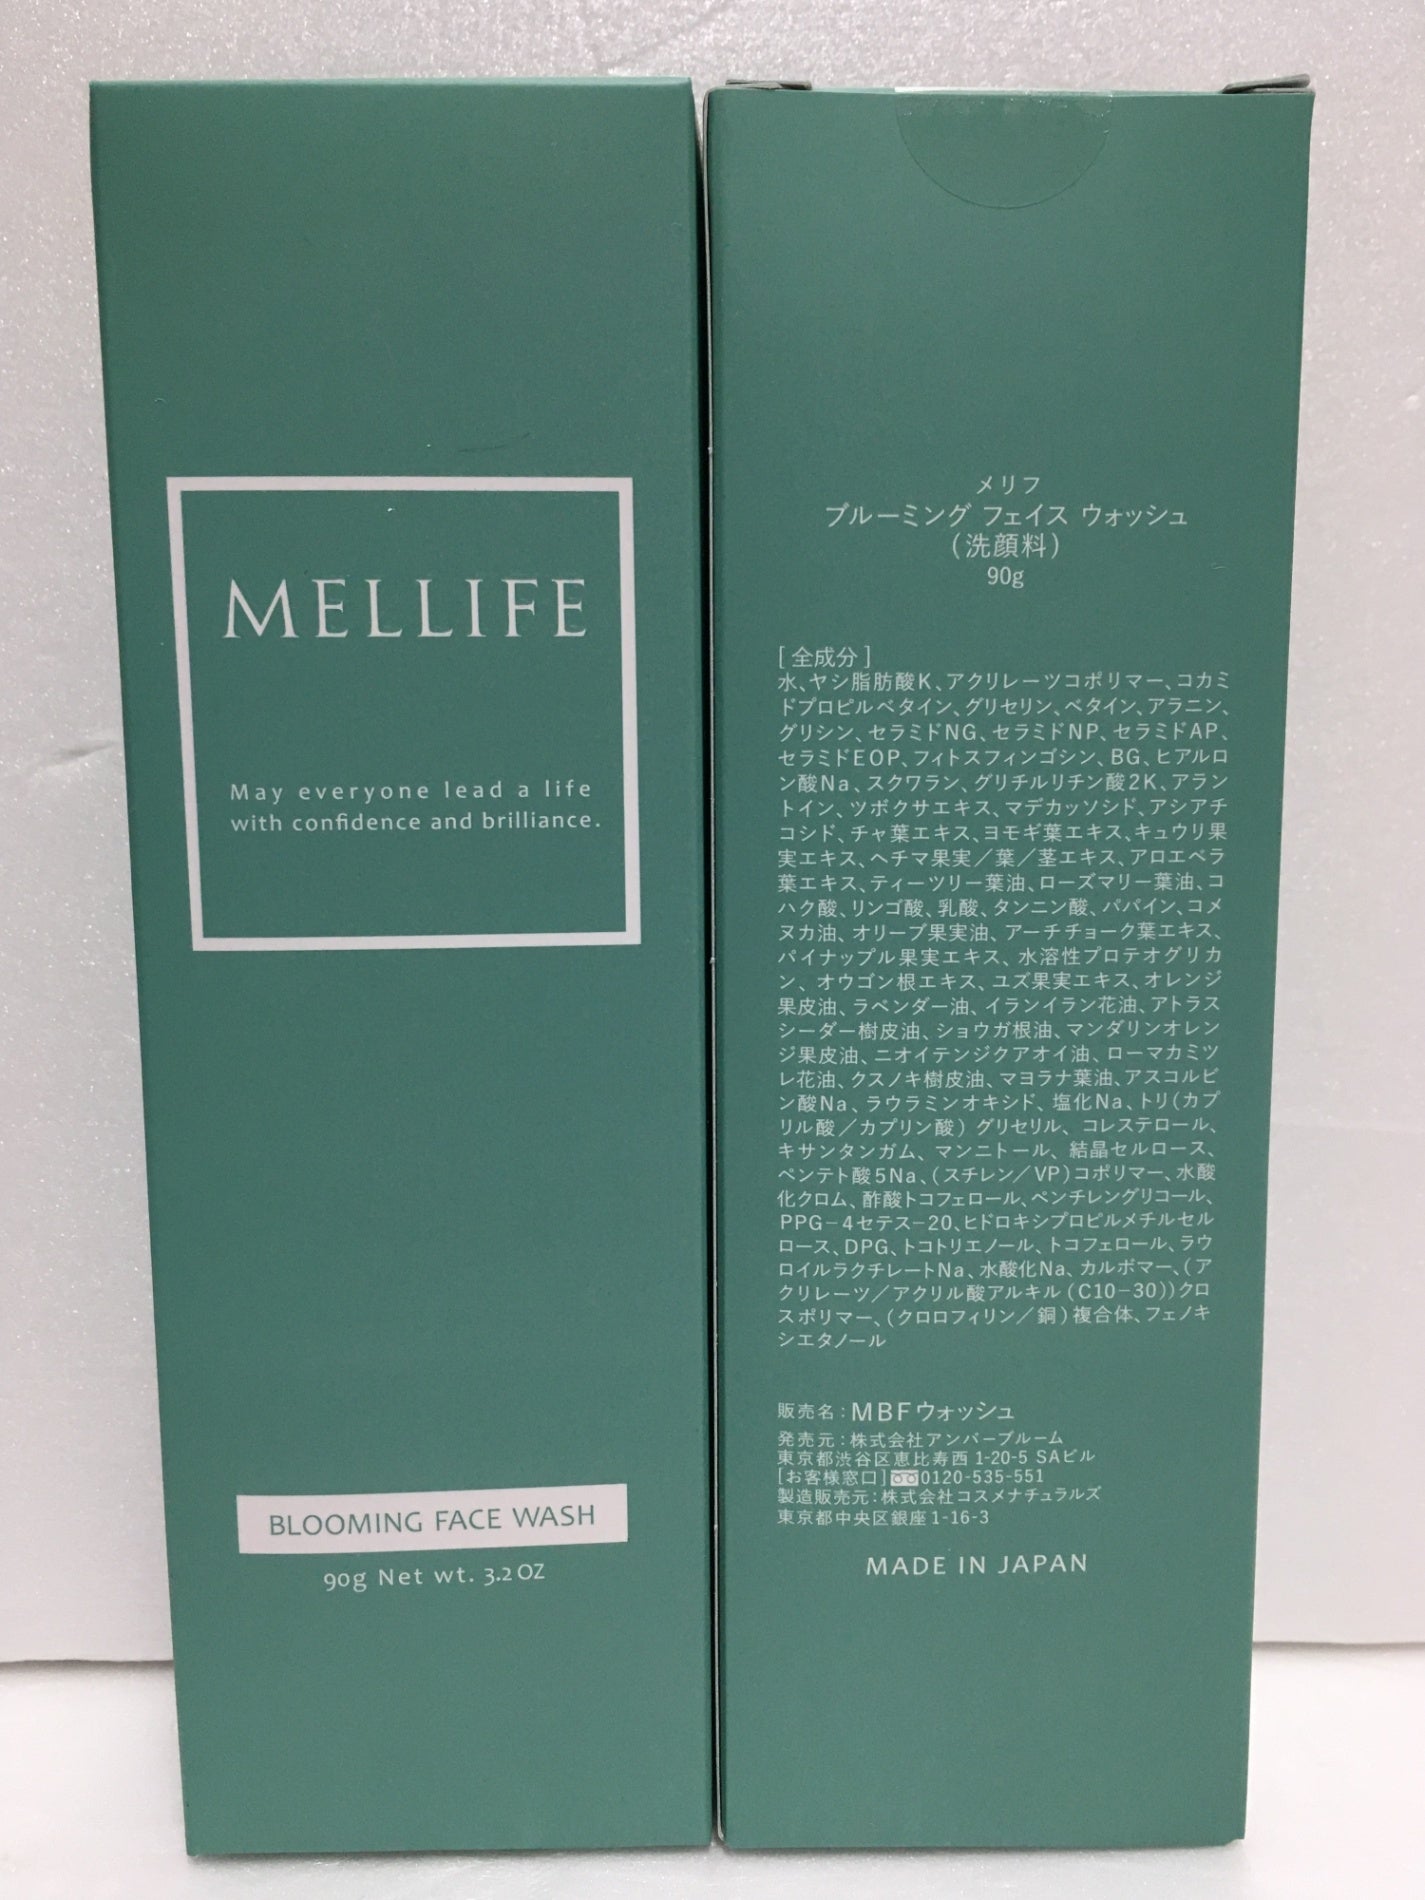 MELLIFE
May everyone lead a life
with confidence and brilliance.
BLOOMING FACE WASH
90g Net wt. 3.2 OZ
メリフ
ブルーミング フェイス ウォッシュ
(洗顔料)
90g
[ 全成分 ]
水、ヤシ脂肪酸K、アクリレーツコポリマー、コカミ
ドプロピルベタイン、グリセリン、ベタイン、アラニン、
グリシン、セラミドNG、セラミドNP、セラミドAP、
セラミドEOP、フィトスフィンゴシン、BG、ヒアルロ
ン酸Na、スクワラン、グリチルリチン酸2K、アラン
トイン、ツボクサエキス、マデカッソシド、アシアチ
コシド、チャ葉エキス、ヨモギ葉エキス、キュウリ果
実エキス、ヘチマ果実／葉／茎エキス、アロエベラ
葉エキス、ティーツリー葉油、ローズマリー葉油、コ
ハク酸、リンゴ酸、乳酸、タンニン酸、パパイン、コメ
ヌカ油、オリーブ果実油、アーチチョーク葉エキス、
パイナップル果実エキス、水溶性プロテオグリカ
ン、オウゴン根エキス、ユズ果実エキス、オレンジ
果皮油、ラベンダー油、イランイラン花油、アトラス
シーダー樹皮油、ショウガ根油、マンダリンオレン
ジ果皮油、ニオイテンジクアオイ油、ローマカミツ
レ花油、クスノキ樹皮油、マヨラナ葉油、アスコルビ
ン酸Na、ラウラミンオキシド、塩化Na、トリ(カプ
リル酸／カプリン酸) グリセリル、コレステロール、
キサンタンガム、マンニトール、結晶セルロース、
ペンテト酸5Na、(スチレン／VP)コポリマー、水酸
化クロム、酢酸トコフェロール、ペンチレングリコール、
PPG-4セテス-20、ヒドロキシプロピルメチルセル
ロース、DPG、トコトリエノール、トコフェロール、ラウ
ロイルラクチレートNa、水酸化Na、カルボマー、(ア
クリレーツ／アクリル酸アルキル (C10-30))クロ
スポリマー、(クロロフィリン／銅) 複合体、フェノキ
シエタノール
販売名：MBFウォッシュ
発売元：株式会社アンバーブルーム
東京都渋谷区恵比寿西 1-20-5 SAビル
[お客様窓口] 0120-535-551
製造販売元：株式会社コスメナチュラルズ
東京都中央区銀座 1-16-3
MADE IN JAPAN